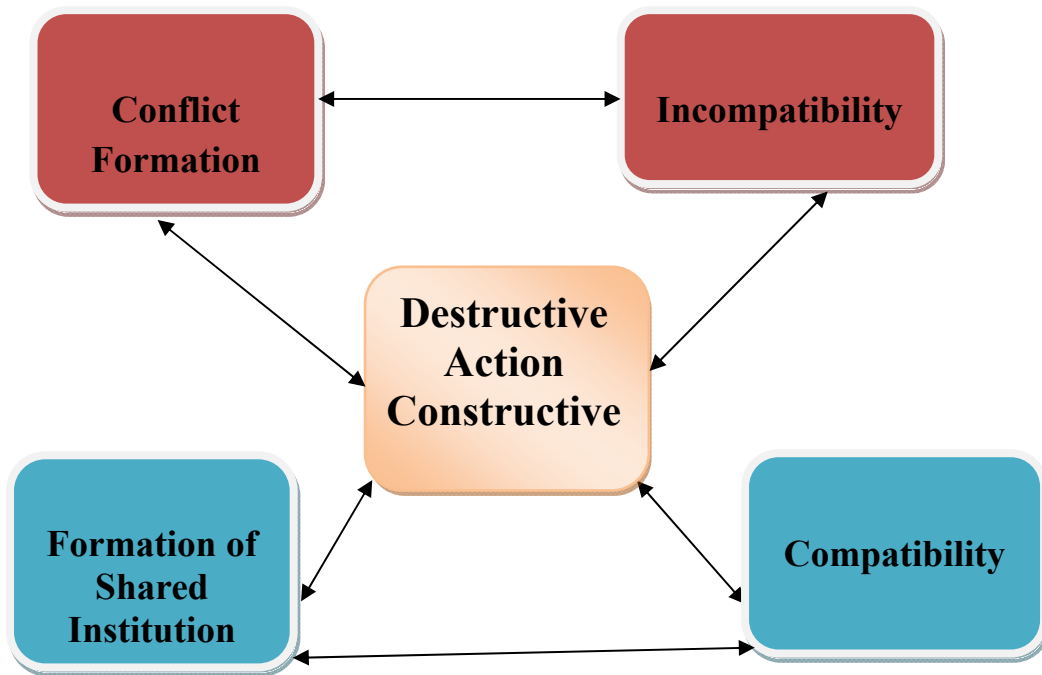 Conflict
Formation
Incompatibility
Destructive
Action
Constructive
Formation of
Shared
Institution
Compatibility